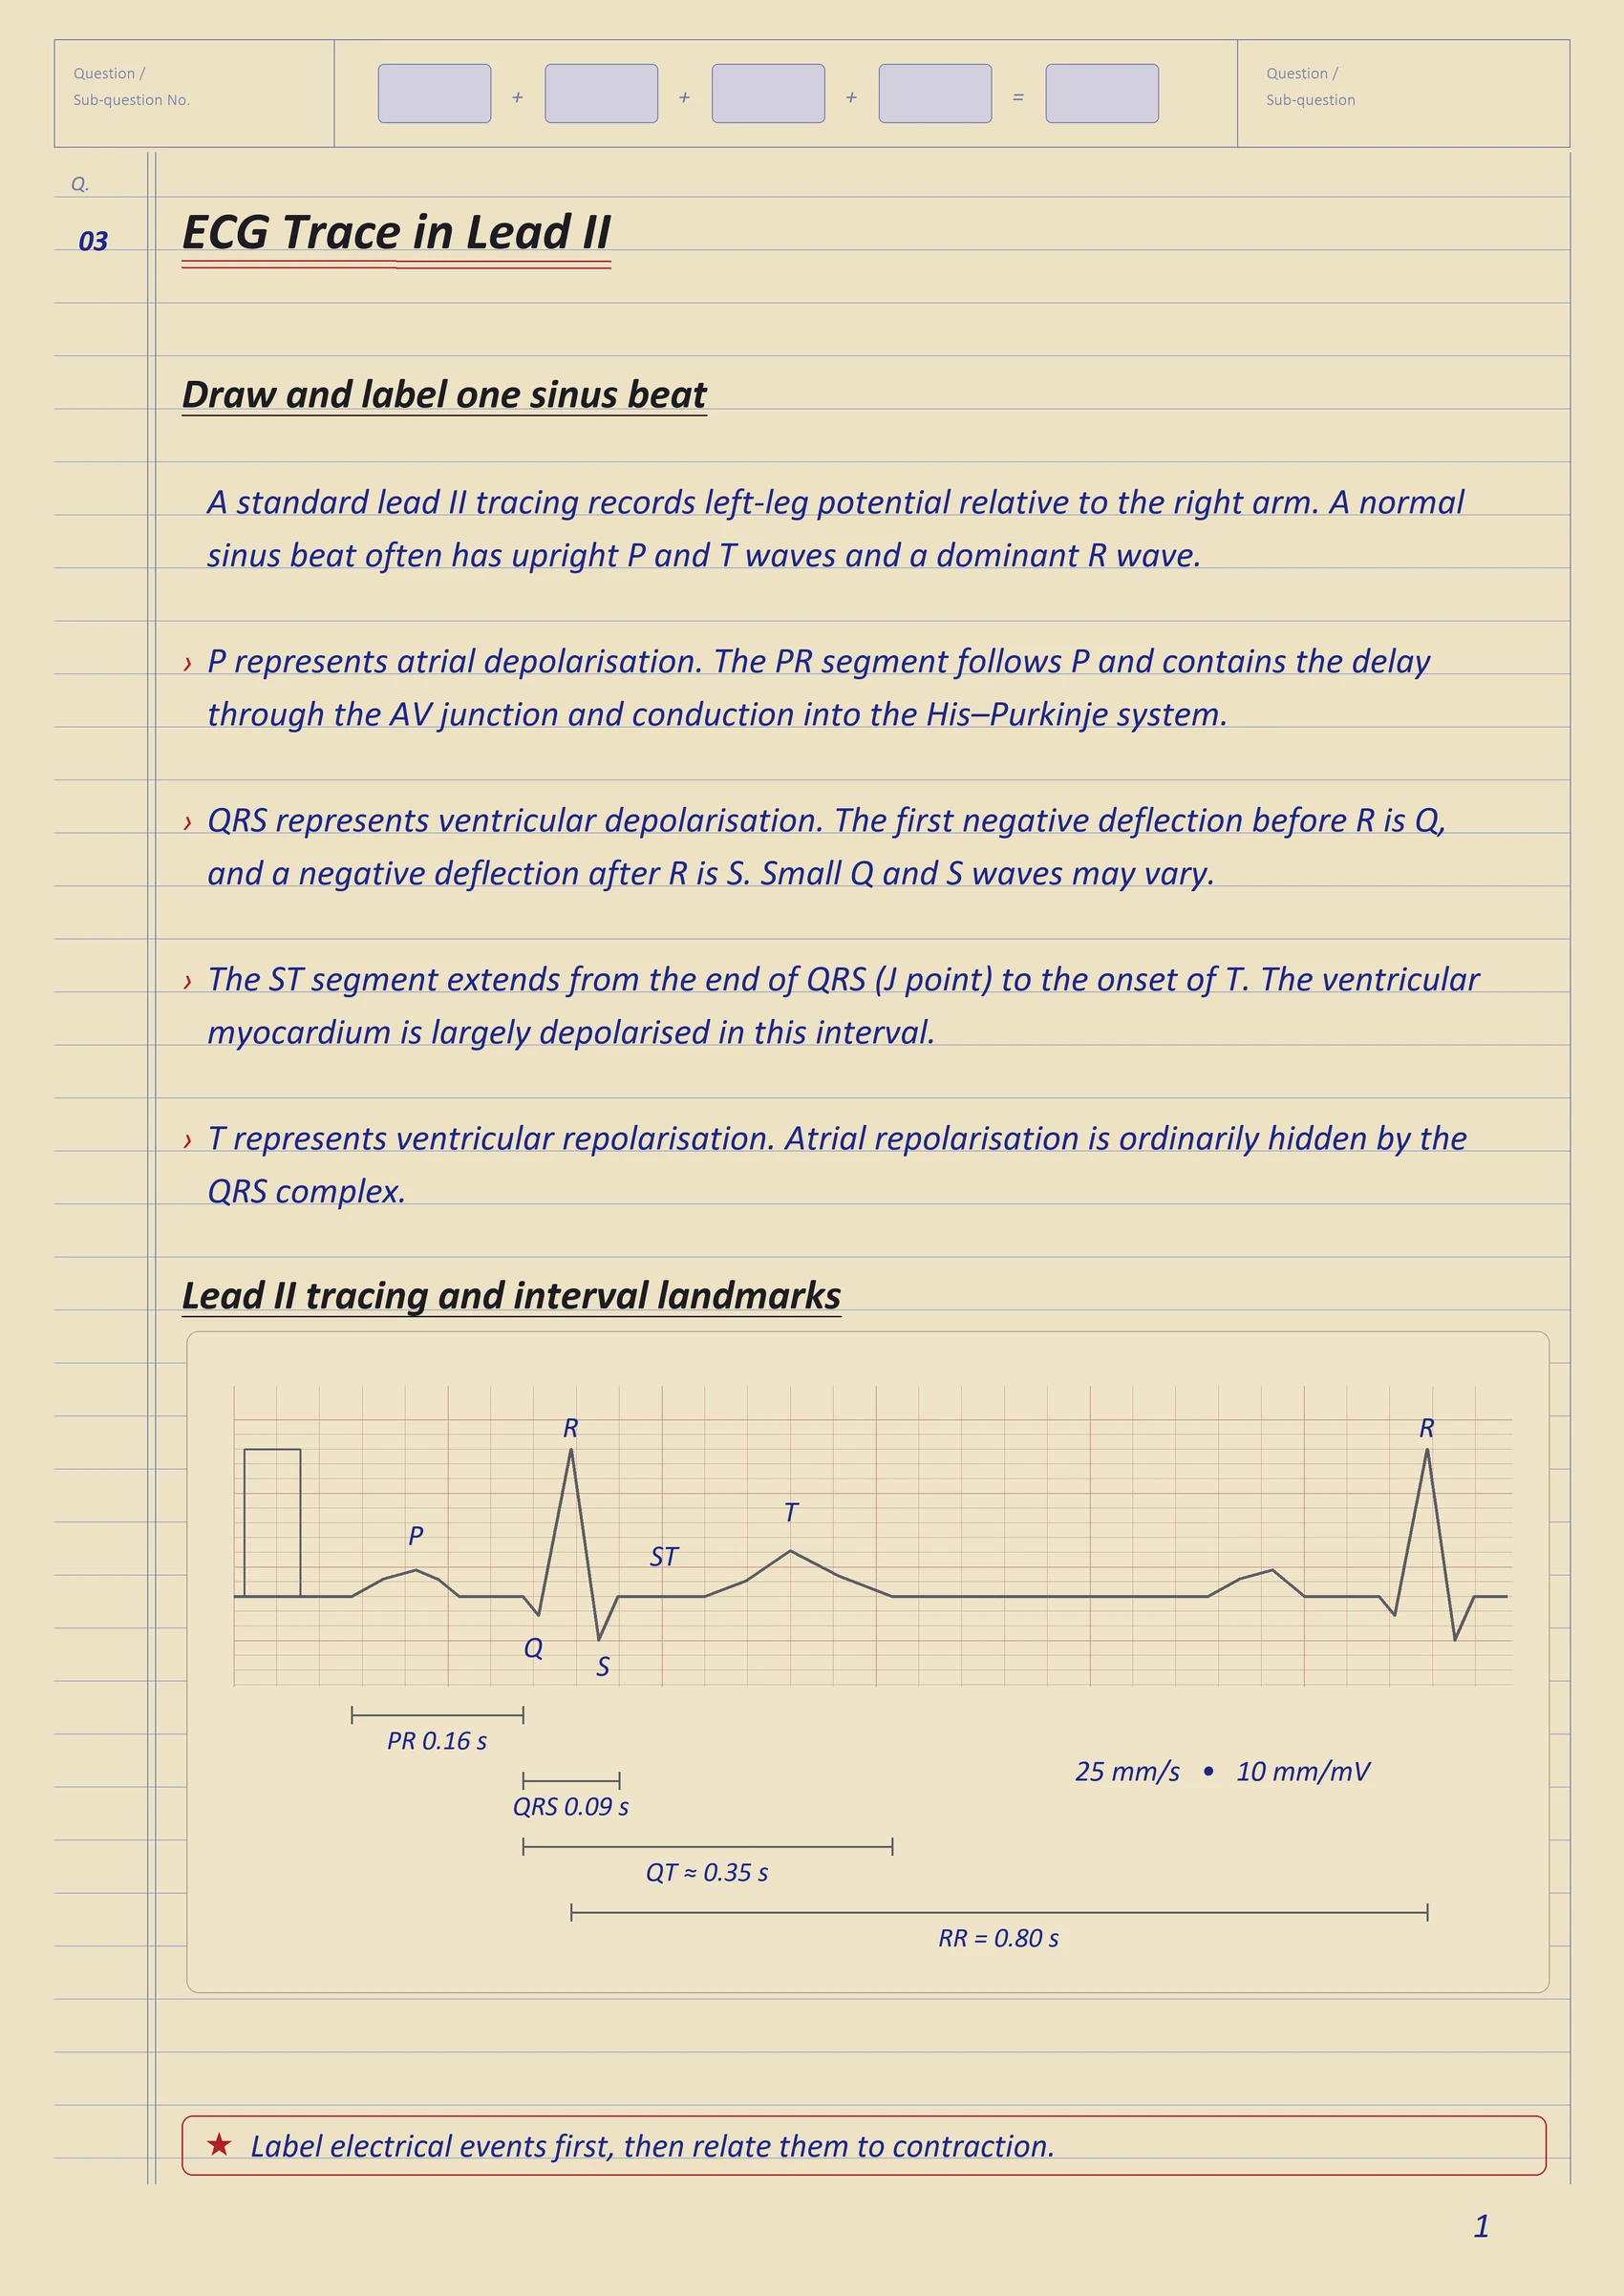 Question /
Sub-question No.
+ + + =
Question /
Sub-question
Q.
03
ECG Trace in Lead II
Draw and label one sinus beat
A standard lead II tracing records left-leg potential relative to the right arm. A normal
sinus beat often has upright P and T waves and a dominant R wave.
› P represents atrial depolarisation. The PR segment follows P and contains the delay
through the AV junction and conduction into the His–Purkinje system.
› QRS represents ventricular depolarisation. The first negative deflection before R is Q,
and a negative deflection after R is S. Small Q and S waves may vary.
› The ST segment extends from the end of QRS (J point) to the onset of T. The ventricular
myocardium is largely depolarised in this interval.
› T represents ventricular repolarisation. Atrial repolarisation is ordinarily hidden by the
QRS complex.
Lead II tracing and interval landmarks
R
R
T
P
ST
Q
S
PR 0.16 s
25 mm/s • 10 mm/mV
QRS 0.09 s
QT ≈ 0.35 s
RR = 0.80 s
★ Label electrical events first, then relate them to contraction.
1